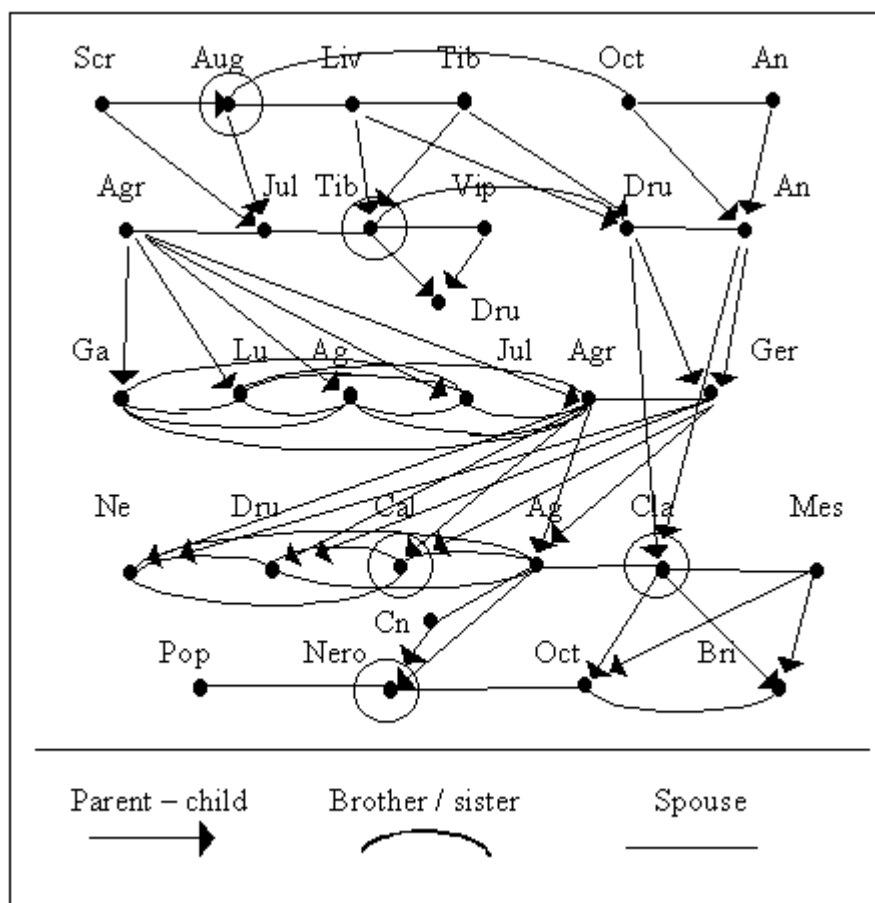 Scr Aug Liv Tib Oct An
Agr Jul Tib Vip Dru An
Dru
Ga Lu Ag Jul Agr Ger
Ne Dru Cal Ag Cla Mes
Cn
Pop Nero Oct Bri
Parent – child Brother / sister Spouse